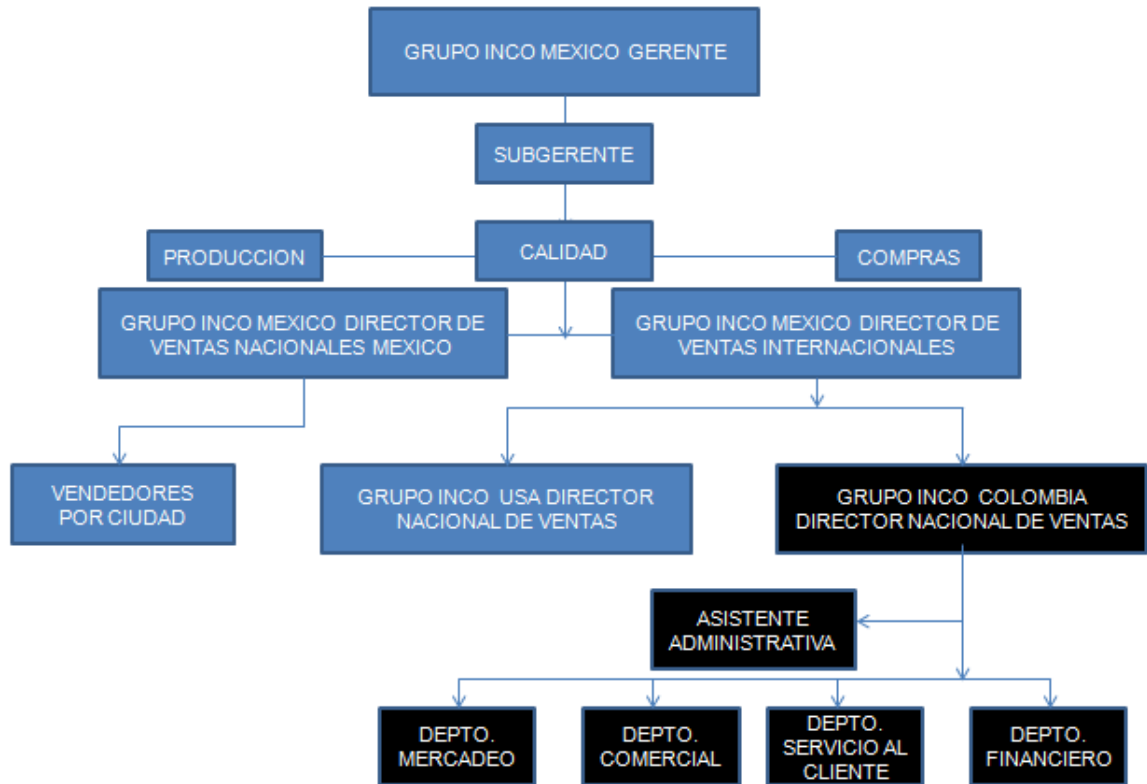 GRUPO INCO MEXICO GERENTE
SUBGERENTE
PRODUCCION
CALIDAD
COMPRAS
GRUPO INCO MEXICO DIRECTOR DE
VENTAS NACIONALES MEXICO
GRUPO INCO MEXICO DIRECTOR DE
VENTAS INTERNACIONALES
VENDEDORES
POR CIUDAD
GRUPO INCO USA DIRECTOR
NACIONAL DE VENTAS
GRUPO INCO COLOMBIA
DIRECTOR NACIONAL DE VENTAS
ASISTENTE
ADMINISTRATIVA
DEPTO.
MERCADEO
DEPTO.
COMERCIAL
DEPTO.
SERVICIO AL
CLIENTE
DEPTO.
FINANCIERO